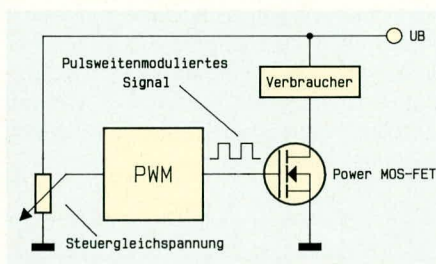 UB
Pulsweitenmoduliertes
Signal
Verbraucher
PWM
Power MOS-FET
Steuergleichspannung